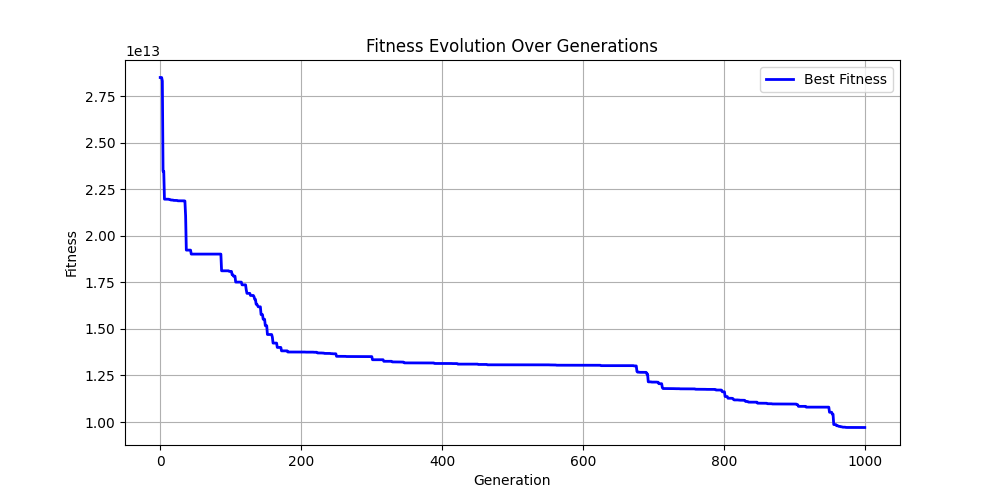 Fitness Evolution Over Generations
1e13
Best Fitness
2.75
2.50
2.25
2.00
1.75
1.50
1.25
1.00
Fitness
0 200 400 600 800 1000
Generation